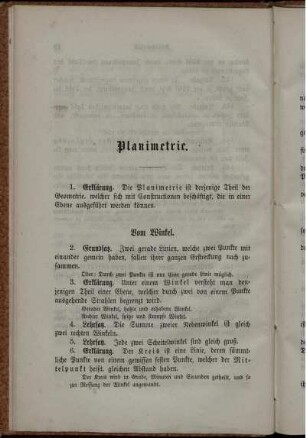 Planimetrie.
1. Erklärung. Die Planimetrie ist derjenige Theil der
Geometrie, welcher sich mit Constructionen beschäftigt, die in einer
Ebene ausgeführt werden können.
Vom Winkel.
2. Grundsatz. Zwei gerade Linien, welche zwei Punkte mit
einander gemein haben, fallen ihrer ganzen Erstreckung nach zu-
sammen.
Oder: Durch zwei Punkte ist nur eine gerade Linie möglich.
3. Erklärung. Unter einem Winkel versteht man den-
jenigen Theil einer Ebene, welcher durch zwei von einem Punkte
ausgehende Strahlen begrenzt wird.
Gerader Winkel, hohle und erhabene Winkel.
Rechter Winkel, spitze und stumpfe Winkel.
4. Lehrsatz. Die Summe zweier Nebenwinkel ist gleich
zwei rechten Winkeln.
5. Lehrsatz. Jede zwei Scheitelwinkel sind gleich gross.
6. Erklärung. Der Kreis ist eine Linie, deren sämmt-
liche Punkte von einem gewissen festen Punkte, welcher der Mit-
telpunkt heisst, gleichen Abstand haben.
Der Kreis wird in Grade, Minuten und Secunden getheilt, und so
zur Messung der Winkel angewandt.